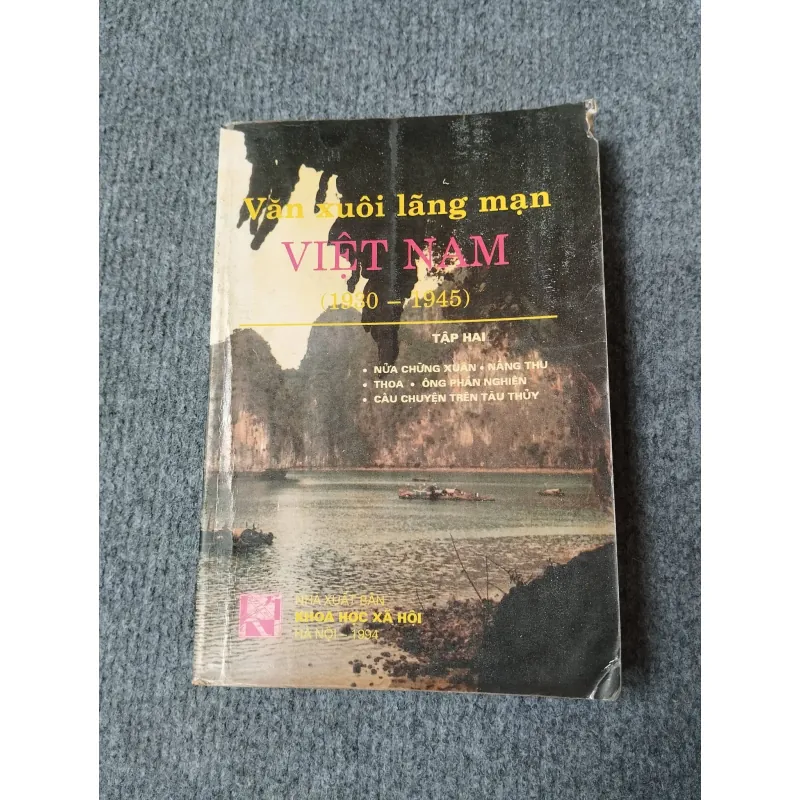 Văn xuôi lãng mạn
VIỆT NAM
(1930 – 1945)
TẬP HAI
• NỬA CHỪNG XUÂN • NẮNG THU
• THOA • ÔNG PHÁN NGHIỆN
• CÂU CHUYỆN TRÊN TÀU THỦY
NHÀ XUẤT BẢN
KHOA HỌC XÃ HỘI
HÀ NỘI - 1994